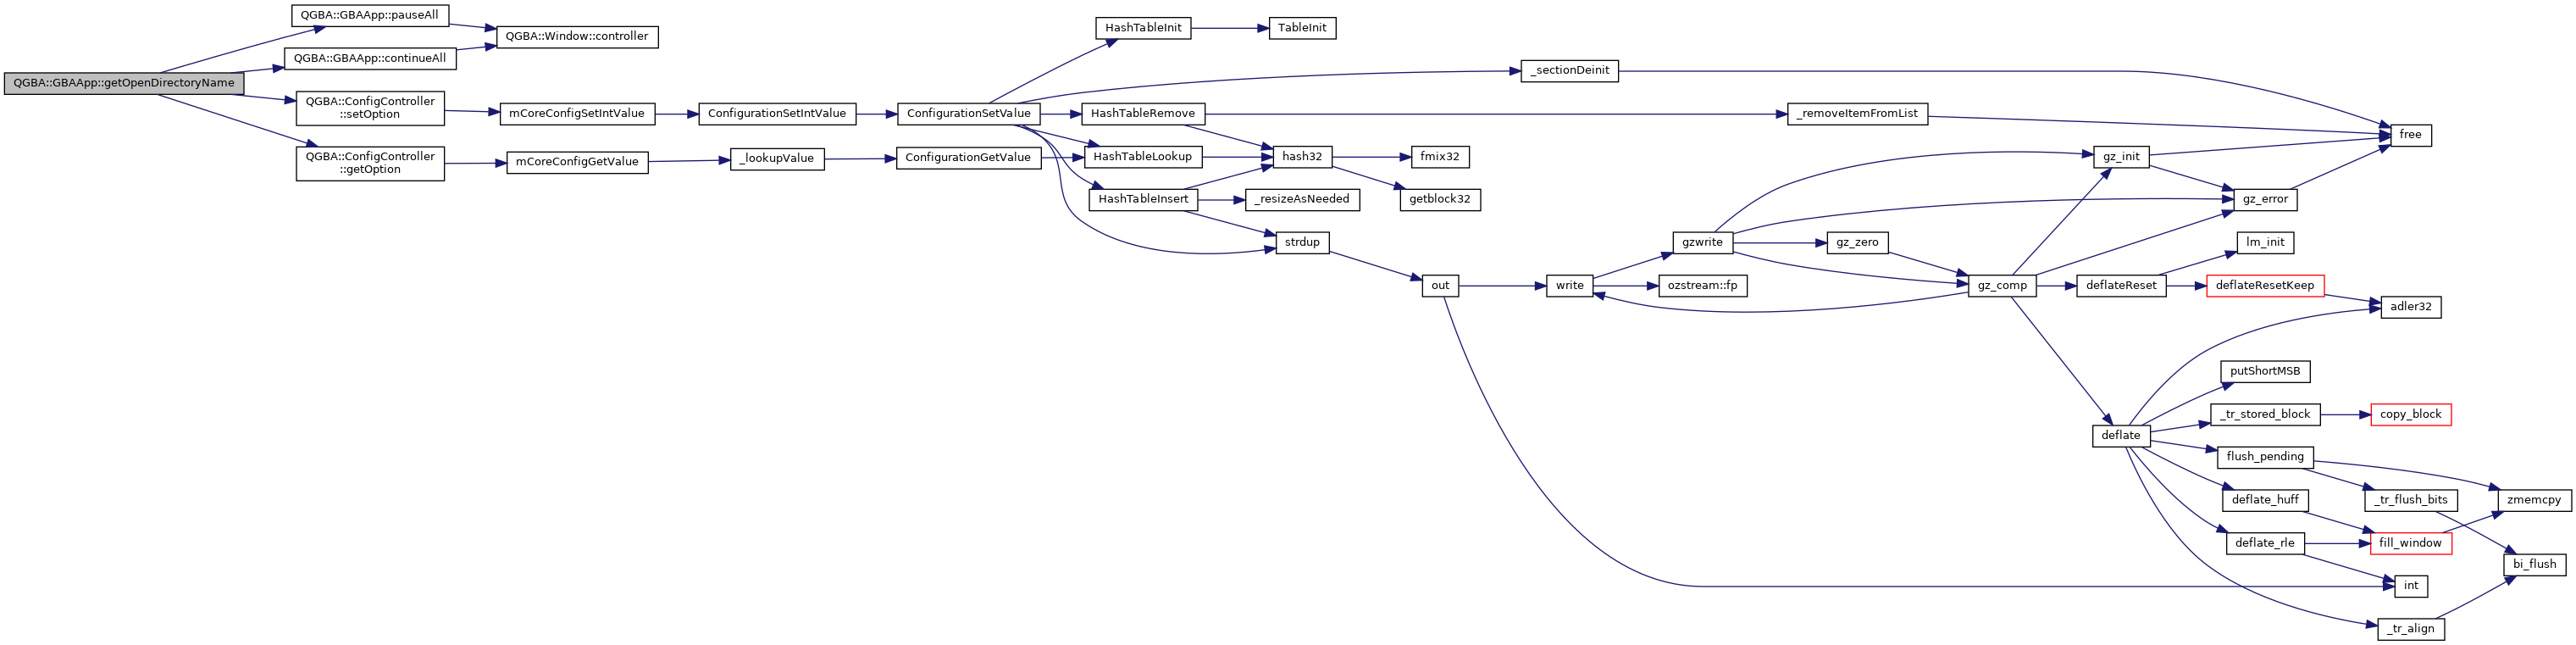 QGBA::GBAApp::getOpenDirectoryName
QGBA::GBAApp::pauseAll
QGBA::GBAApp::continueAll
QGBA::Window::controller
QGBA::ConfigController
::setOption
QGBA::ConfigController
::getOption
mCoreConfigSetIntValue
mCoreConfigGetValue
ConfigurationSetIntValue
_lookupValue
ConfigurationSetValue
ConfigurationGetValue
HashTableInit
TableInit
HashTableRemove
HashTableLookup
HashTableInsert
hash32
_resizeAsNeeded
strdup
fmix32
getblock32
_sectionDeinit
_removeItemFromList
out
write
gzwrite
ozstream::fp
gz_zero
gz_comp
gz_init
gz_error
free
deflateReset
lm_init
deflateResetKeep
adler32
deflate
putShortMSB
_tr_stored_block
copy_block
flush_pending
_tr_flush_bits
zmemcpy
deflate_huff
deflate_rle
fill_window
bi_flush
int
_tr_align